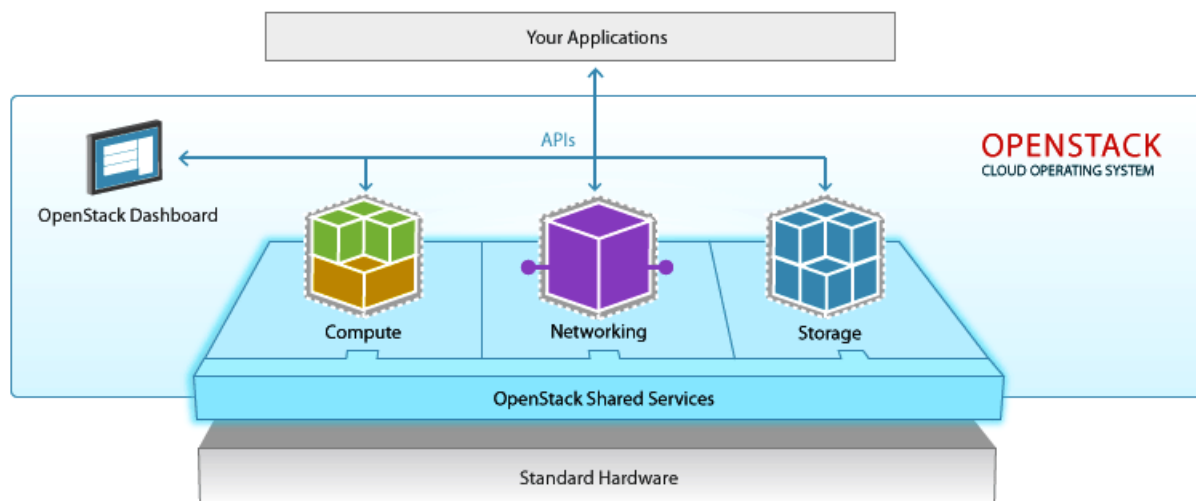 Your Applications
APIs
OPENSTACK
CLOUD OPERATING SYSTEM
OpenStack Dashboard
Compute
Networking
Storage
OpenStack Shared Services
Standard Hardware